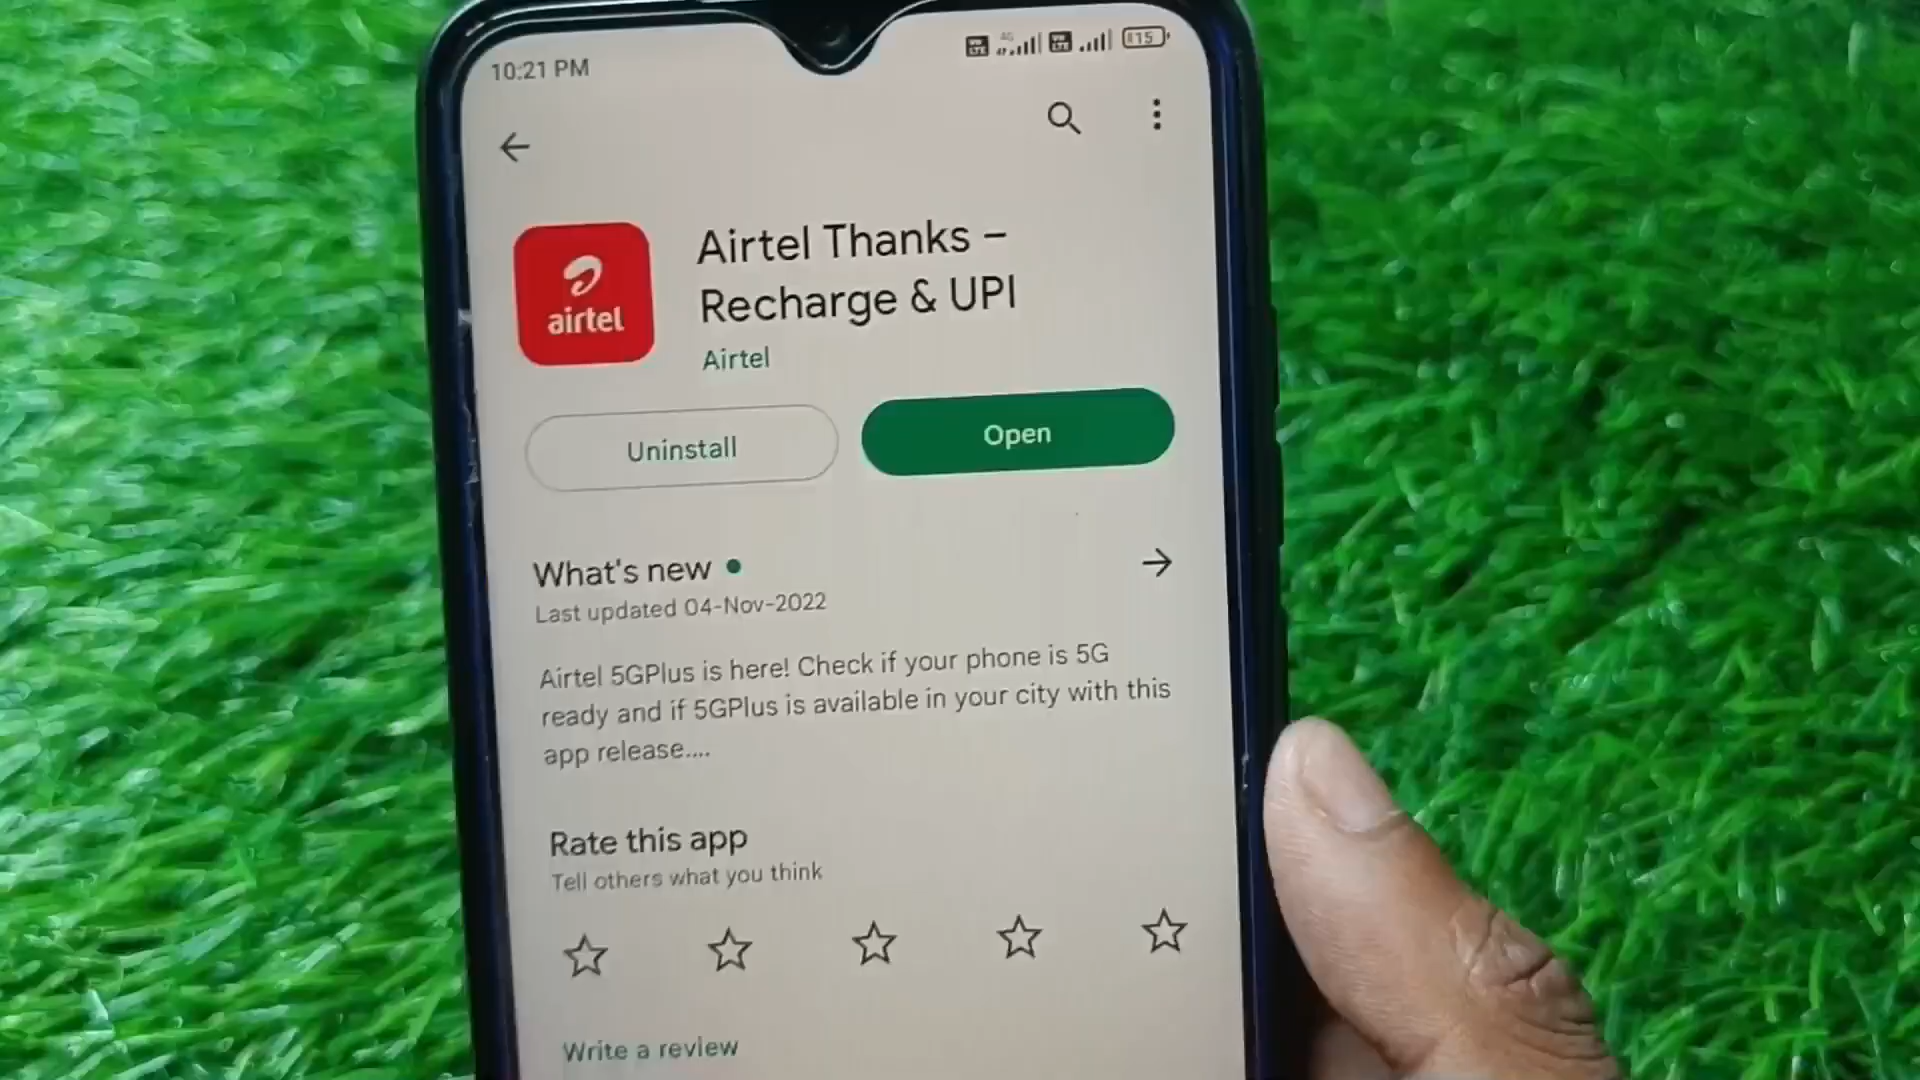 10:21 PM
4G
15
airtel
Airtel Thanks –
Recharge & UPI
Airtel
Uninstall
Open
What's new
Last updated 04-Nov-2022
Airtel 5GPlus is here! Check if your phone is 5G
ready and if 5GPlus is available in your city with this
app release....
Rate this app
Tell others what you think
Write a review